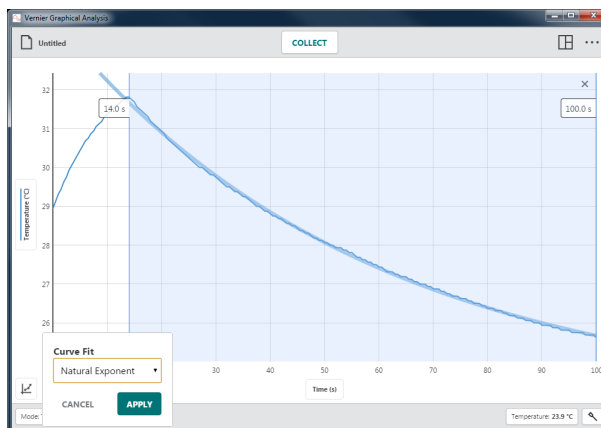 Vernier Graphical Analysis
Untitled
COLLECT
32
14.0 s
100.0 s
31
30
Temperature (°C)
29
28
27
26
Curve Fit
Natural Exponent
CANCEL
APPLY
30
40
50
60
70
80
90
100
Time (s)
Mode:
Temperature: 23.9 °C